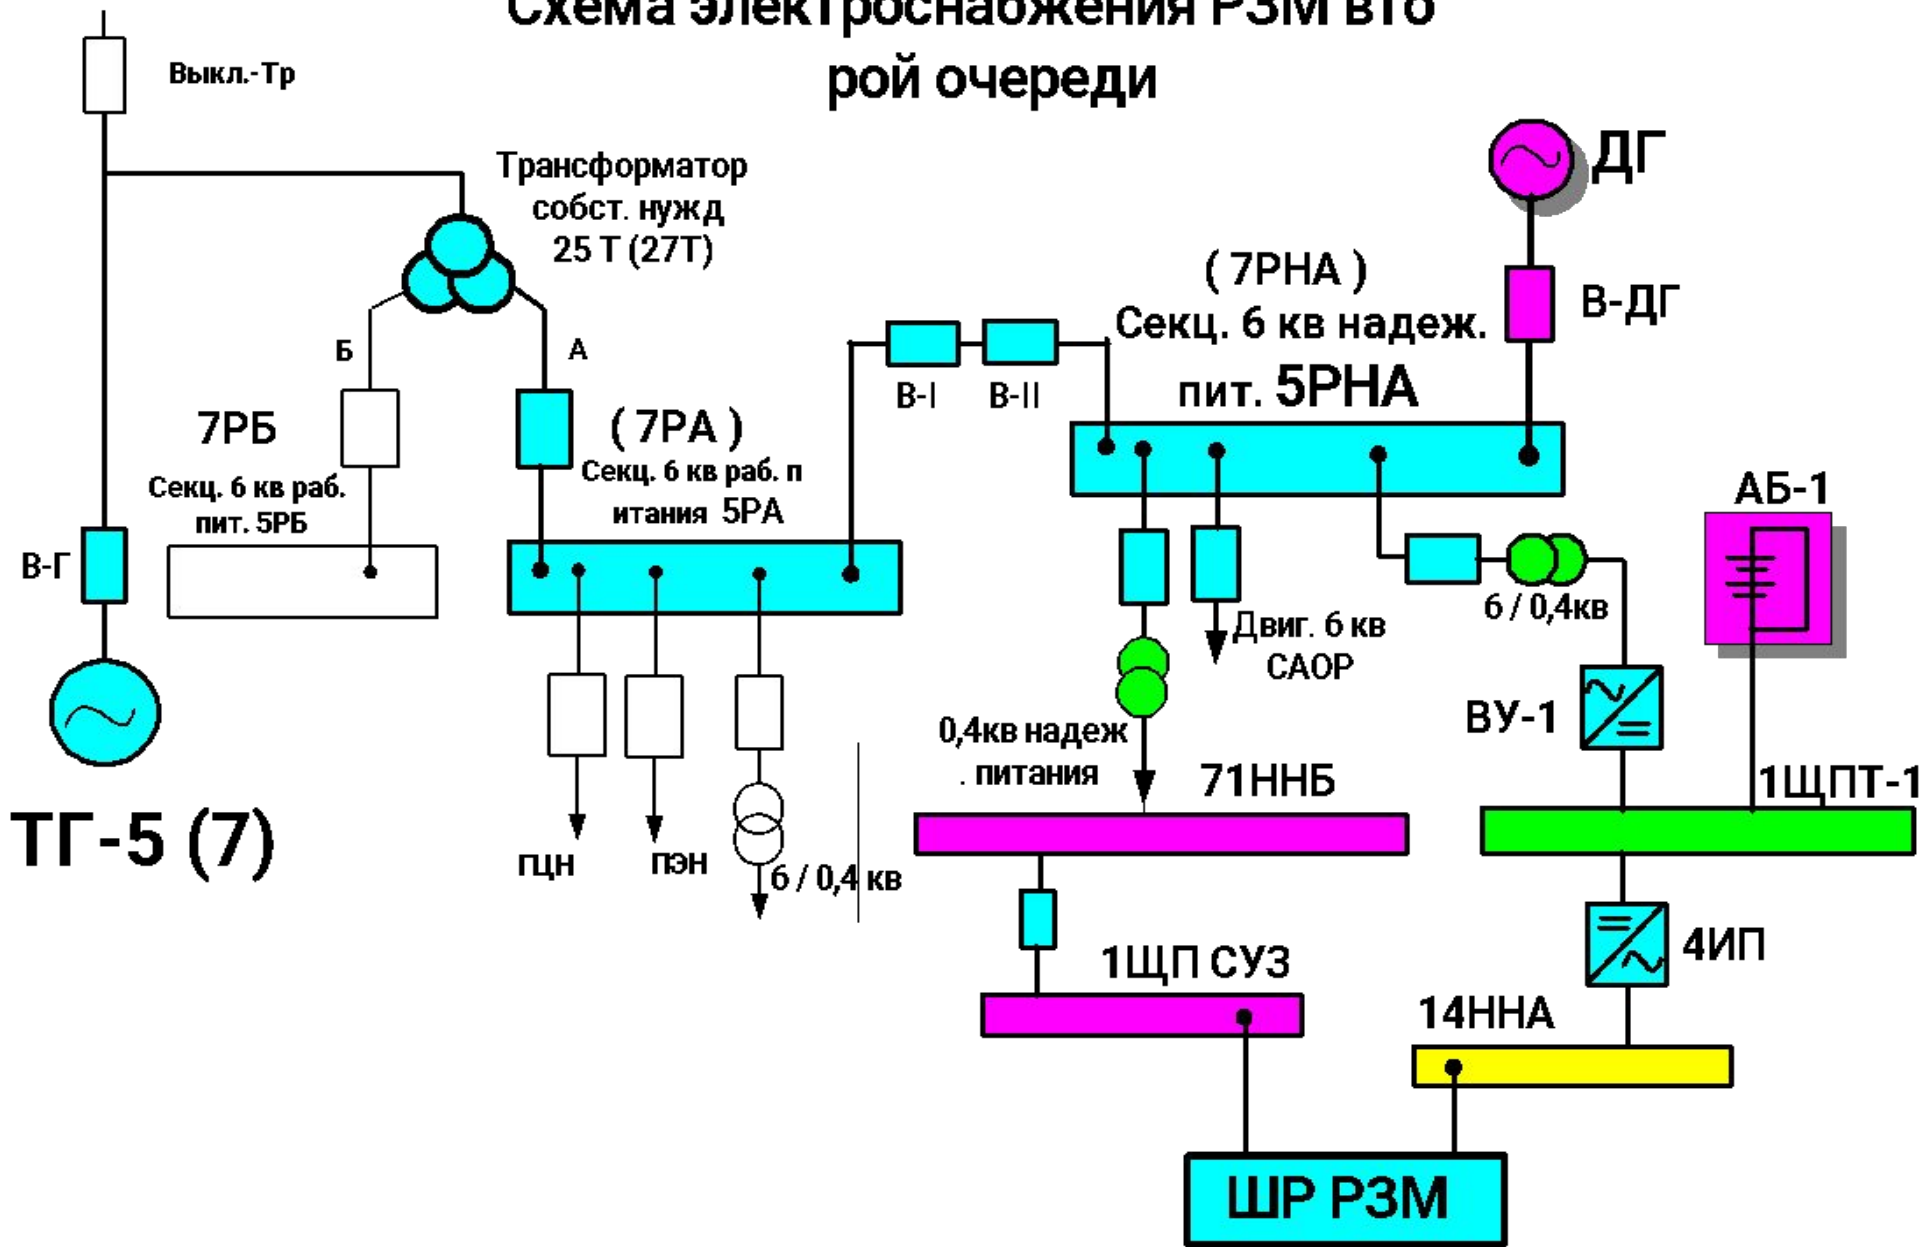 Схема электроснабжения РЗМ вто
рой очереди
Выкл.-Тр
Трансформатор
собст. нужд
25 Т (27Т)
ДГ
В-ДГ
( 7РНА )
Секц. 6 кв надеж.
пит. 5РНА
Б
А
В-I
В-II
7РБ
Секц. 6 кв раб.
пит. 5РБ
( 7РА )
Секц. 6 кв раб. п
итания 5РА
АБ-1
В-Г
6 / 0,4кв
Двиг. 6 кв
САОР
ВУ-1
0,4кв надеж
. питания
71ННБ
1ЩПТ-1
ТГ-5 (7)
ГЦН
ПЭН
6 / 0,4 кв
1ЩП СУЗ
4ИП
14ННА
ШР РЗМ